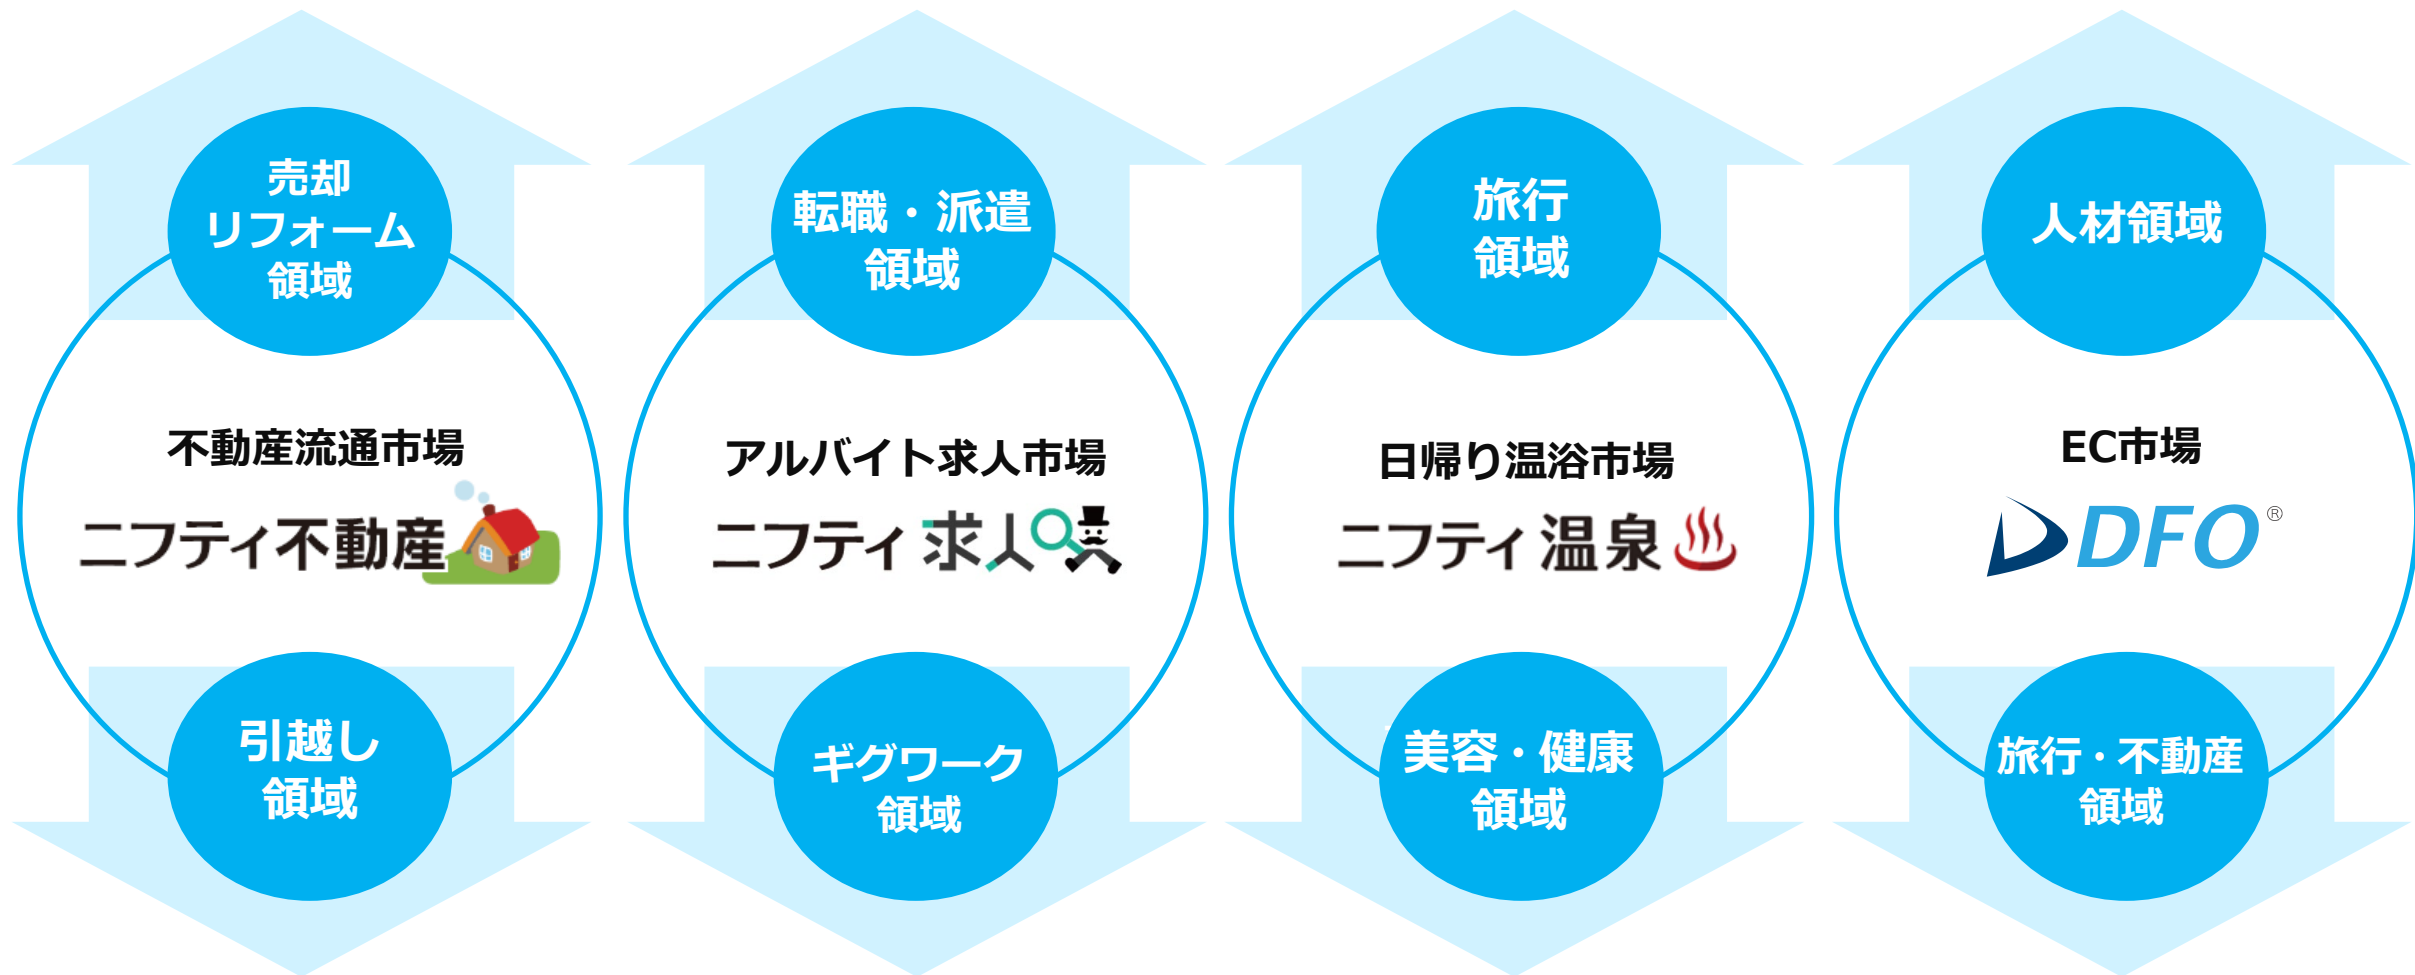 売却
リフォーム
領域
不動産流通市場
ニフティ不動産
引越し
領域
転職・派遣
領域
アルバイト求人市場
ニフティ 求人
ギグワーク
領域
旅行
領域
日帰り温浴市場
ニフティ 温泉
美容・健康
領域
人材領域
EC市場
DFO®
旅行・不動産
領域